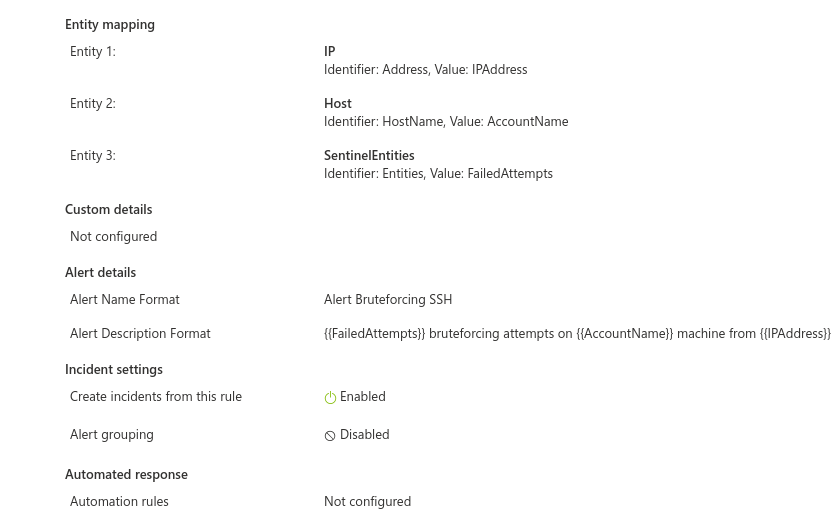 Entity mapping
Entity 1:
IP
Identifier: Address, Value: IPAddress
Entity 2:
Host
Identifier: HostName, Value: AccountName
Entity 3:
SentinelEntities
Identifier: Entities, Value: FailedAttempts
Custom details
Not configured
Alert details
Alert Name Format
Alert Bruteforcing SSH
Alert Description Format
{{FailedAttempts}} bruteforcing attempts on {{AccountName}} machine from {{IPAddress}}
Incident settings
Create incidents from this rule
Enabled
Alert grouping
Disabled
Automated response
Automation rules
Not configured